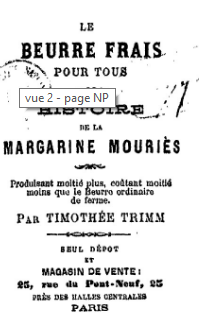 LE
BEURRE FRAIS
POUR TOUS
vue 2 - page NP
HISTOIRE
DE LA
MARGARINE MOURIÈS
Produisant moitié plus, coûtant moitié
moins que le Beurre ordinaire
de ferme.
PAR TIMOTHÉE TRIMM
SEUL DÉPOT
ET
MAGASIN DE VENTE:
25, rue du Pont-Neuf, 25
PRÈS DES HALLES CENTRALES
PARIS